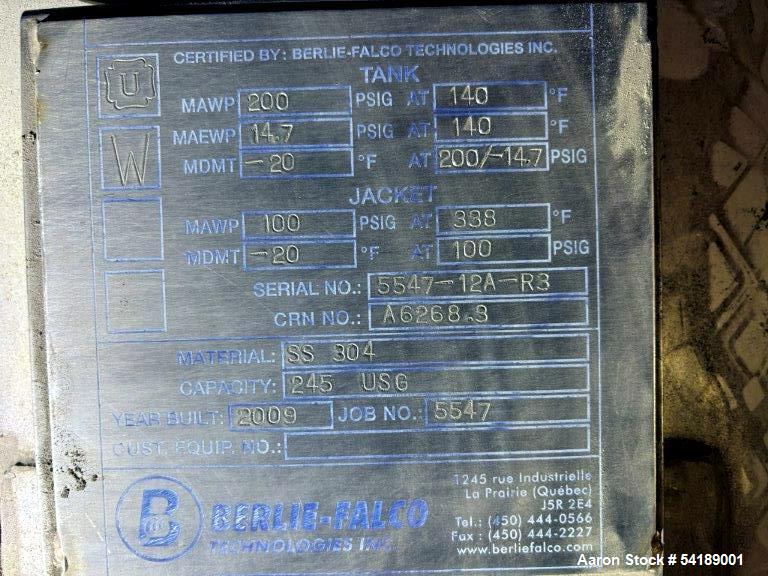 CERTIFIED BY: BERLIE-FALCO TECHNOLOGIES INC.
U
TANK
MAWP 200 PSIG AT 140 °F
MAEWP 14.7 PSIG AT 140 °F
W
MDMT -20 °F AT 200/-14.7 PSIG
JACKET
MAWP 100 PSIG AT 338 °F
MDMT -20 °F AT 100 PSIG
SERIAL NO.: 5547-12A-R3
CRN NO.: A6268.3
MATERIAL: SS 304
CAPACITY: 245 USG
YEAR BUILT: 2009 JOB NO.: 5547
CUST. EQUIP. NO.:
B BERLIE-FALCO
TECHNOLOGIES INC.
1245 rue Industrielle
La Prairie (Québec)
J5R 2E4
Tel.: (450) 444-0566
Fax : (450) 444-2227
www.berliefalco.com
Aaron Stock # 54189001